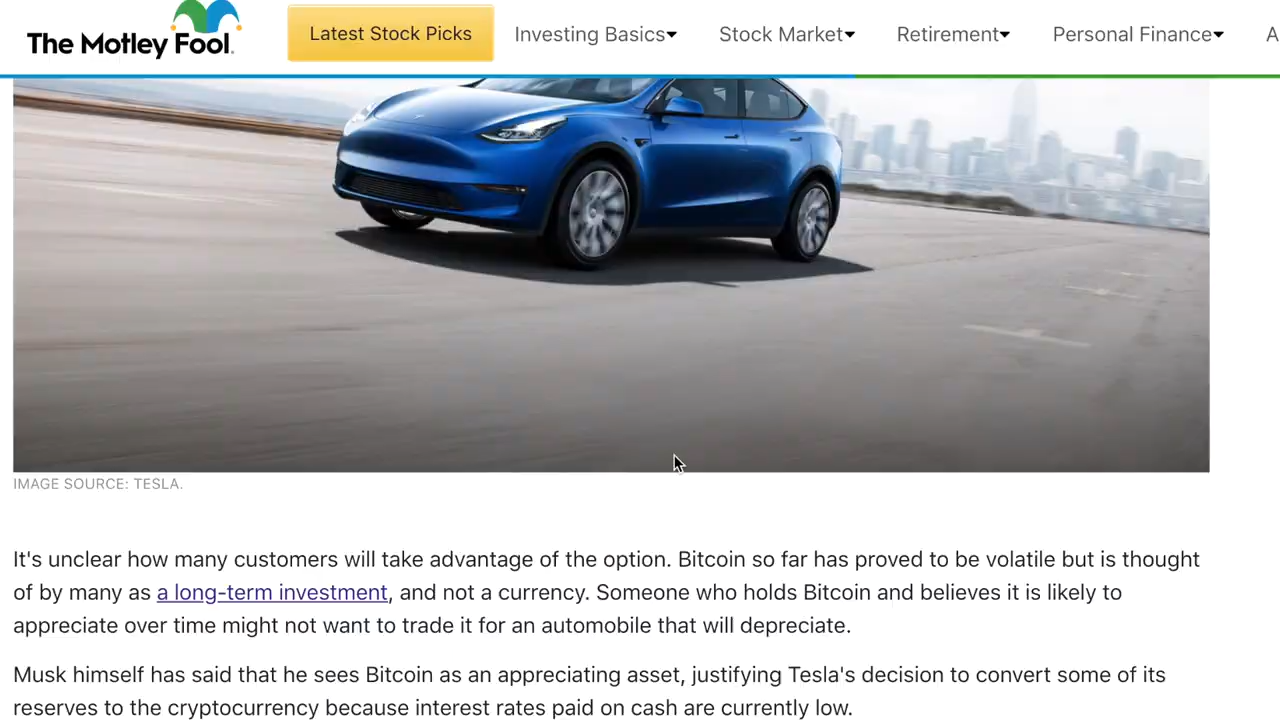 The Motley Fool.
Latest Stock Picks
Investing Basics
Stock Market
Retirement
Personal Finance
A
IMAGE SOURCE: TESLA.
It's unclear how many customers will take advantage of the option. Bitcoin so far has proved to be volatile but is thought
of by many as a long-term investment, and not a currency. Someone who holds Bitcoin and believes it is likely to
appreciate over time might not want to trade it for an automobile that will depreciate.
Musk himself has said that he sees Bitcoin as an appreciating asset, justifying Tesla's decision to convert some of its
reserves to the cryptocurrency because interest rates paid on cash are currently low.